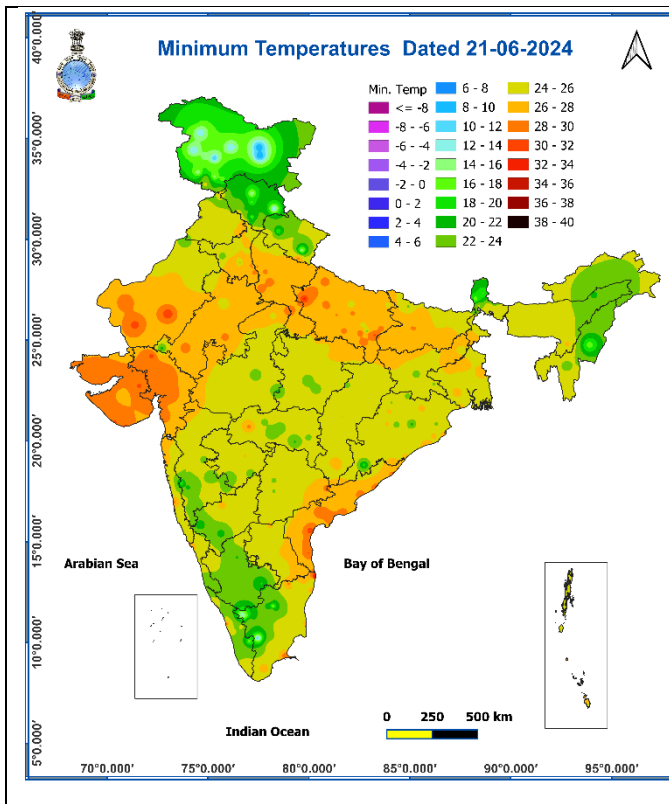 Minimum Temperatures Dated 21-06-2024
Min. Temp
<= -8
-8 - -6
-6 - -4
-4 - -2
-2 - 0
0 - 2
2 - 4
4 - 6
6 - 8
8 - 10
10 - 12
12 - 14
14 - 16
16 - 18
18 - 20
20 - 22
22 - 24
24 - 26
26 - 28
28 - 30
30 - 32
32 - 34
34 - 36
36 - 38
38 - 40
40°0.000'
35°0.000'
30°0.000'
25°0.000'
20°0.000'
15°0.000'
10°0.000'
5°0.000'
Arabian Sea
Bay of Bengal
Indian Ocean
0 250 500 km
70°0.000' 75°0.000' 80°0.000' 85°0.000' 90°0.000' 95°0.000'